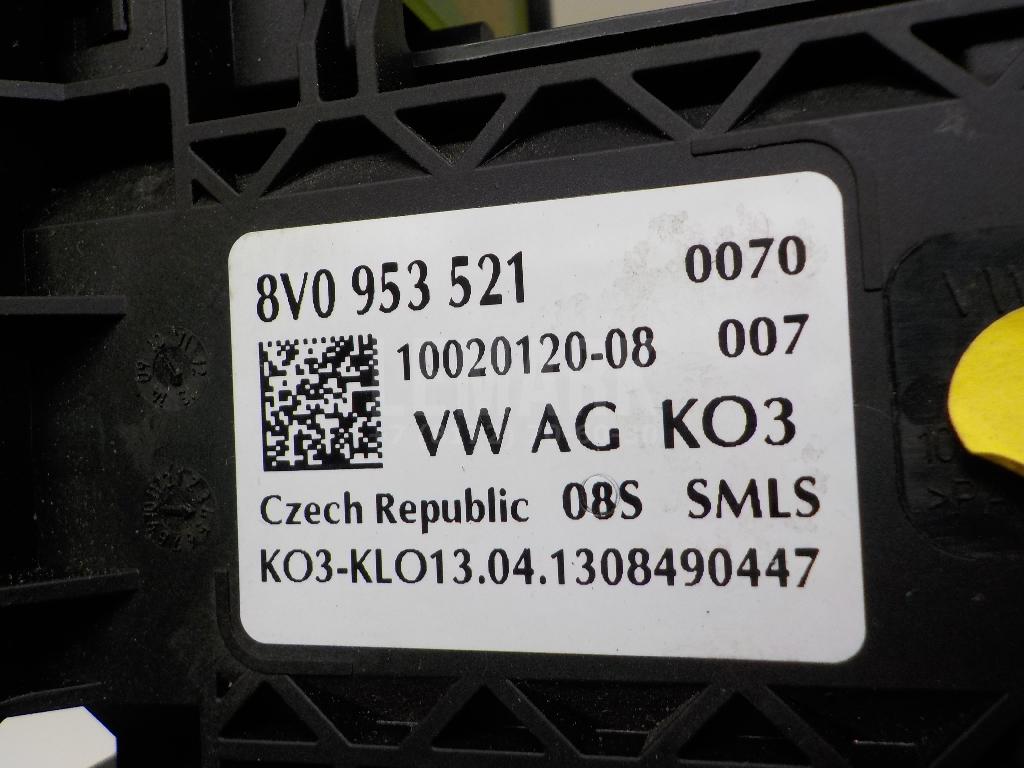 8V0 953 521 0070
10020120-08 007
VW AG KO3
Czech Republic 08S SMLS
KO3-KLO13.04.1308490447